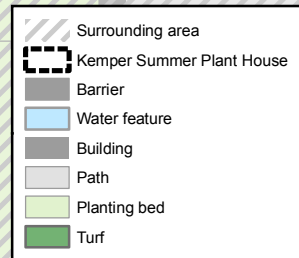 Surrounding area
Kemper Summer Plant House
Barrier
Water feature
Building
Path
Planting bed
Turf